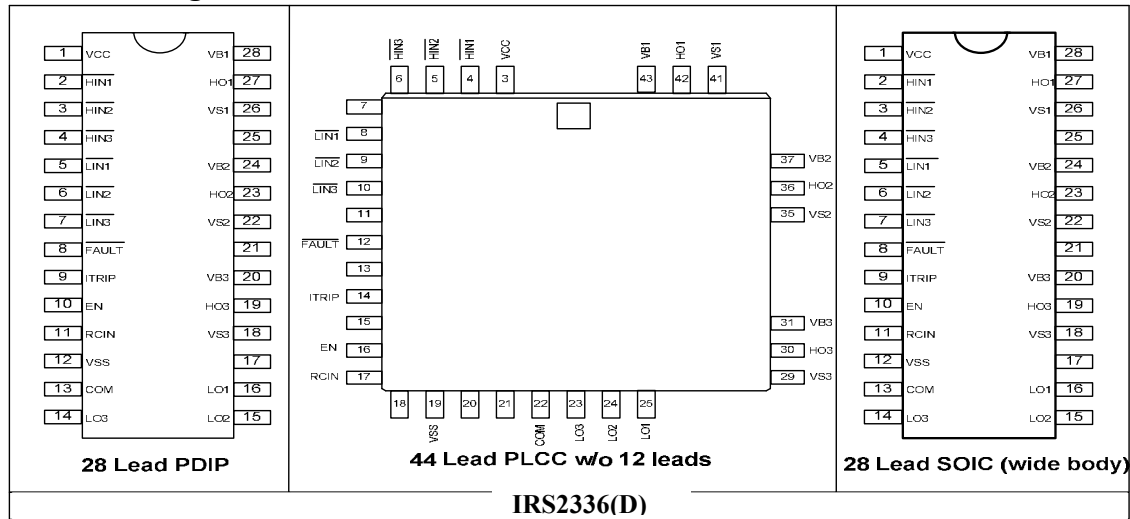 1 VCC VB1 28
2 HIN1 HO1 27
3 HIN2 VS1 26
4 HIN3 25
5 LIN1 VB2 24
6 LIN2 HO2 23
7 LIN3 VS2 22
8 FAULT 21
9 ITRIP VB3 20
10 EN HO3 19
11 RCIN VS3 18
12 VSS 17
13 COM LO1 16
14 LO3 LO2 15
28 Lead PDIP
HIN3 HIN2 HIN1 VCC VB1 HO1 VS1
6 5 4 3 43 42 41
7
LIN1 8
LIN2 9 37 VB2
LIN3 10 36 HO2
11 35 VS2
FAULT 12
13
ITRIP 14
15 31 VB3
EN 16 30 HO3
RCIN 17 29 VS3
18 19 20 21 22 23 24 25
VSS COM LO3 LO2 LO1
44 Lead PLCC w/o 12 leads
1 VCC VB1 28
2 HIN1 HO1 27
3 HIN2 VS1 26
4 HIN3 25
5 LIN1 VB2 24
6 LIN2 HO2 23
7 LIN3 VS2 22
8 FAULT 21
9 ITRIP VB3 20
10 EN HO3 19
11 RCIN VS3 18
12 VSS 17
13 COM LO1 16
14 LO3 LO2 15
28 Lead SOIC (wide body)
IRS2336(D)